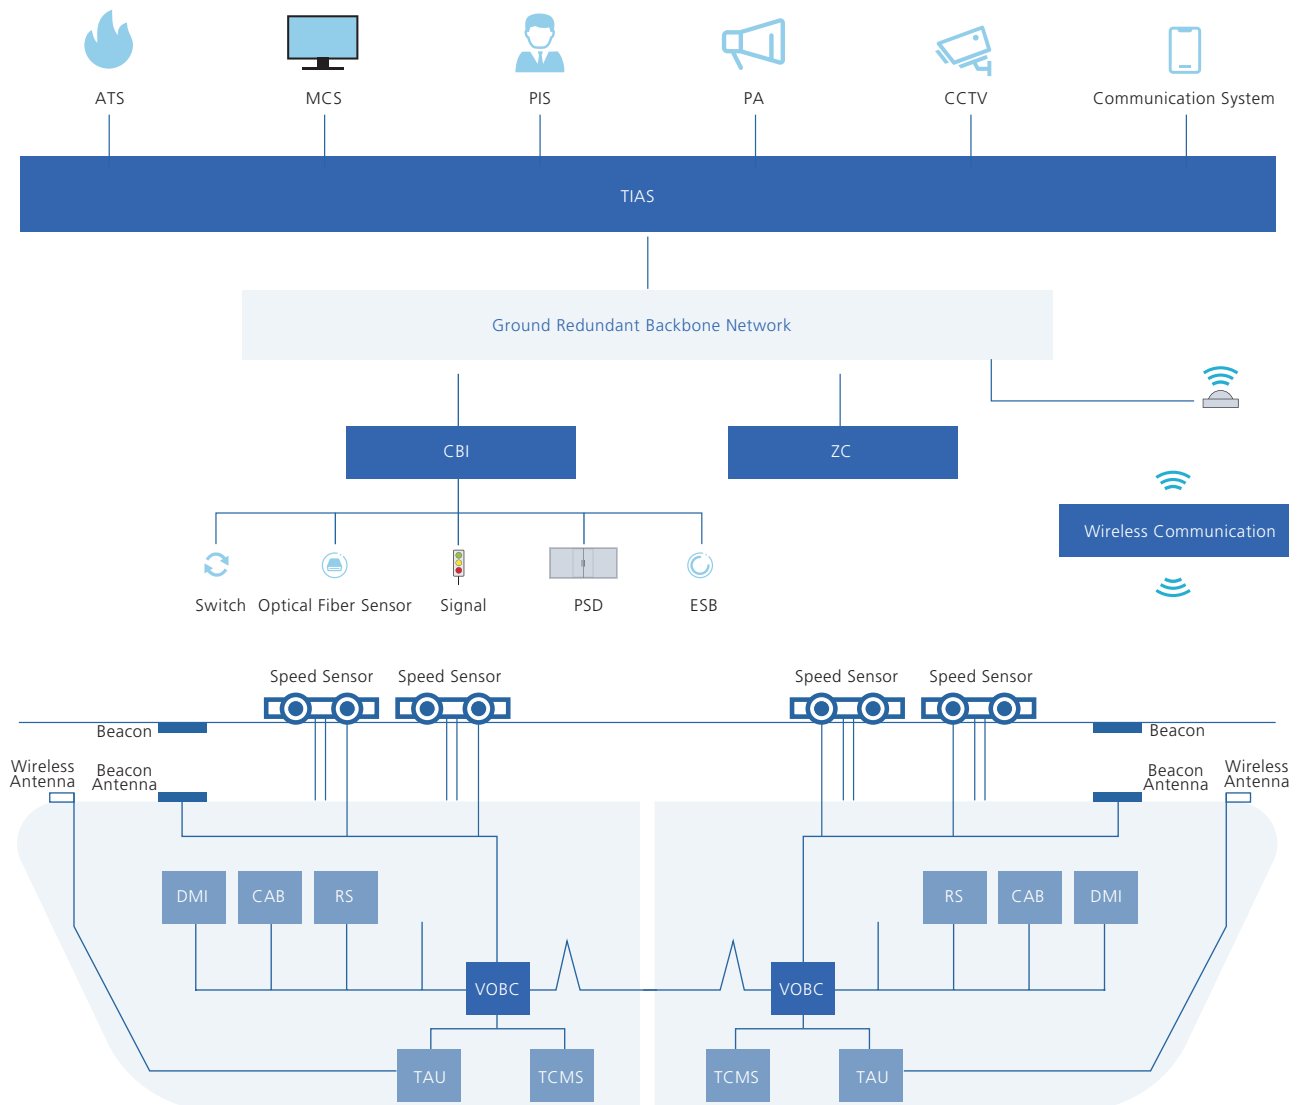 ATS
MCS
PIS
PA
CCTV
Communication System
TIAS
Ground Redundant Backbone Network
CBI
ZC
Wireless Communication
Switch
Optical Fiber Sensor
Signal
PSD
ESB
Speed Sensor
Speed Sensor
Speed Sensor
Speed Sensor
Beacon
Beacon
Wireless
Antenna
Beacon
Antenna
Beacon
Antenna
Wireless
Antenna
DMI
CAB
RS
RS
CAB
DMI
VOBC
VOBC
TAU
TCMS
TCMS
TAU